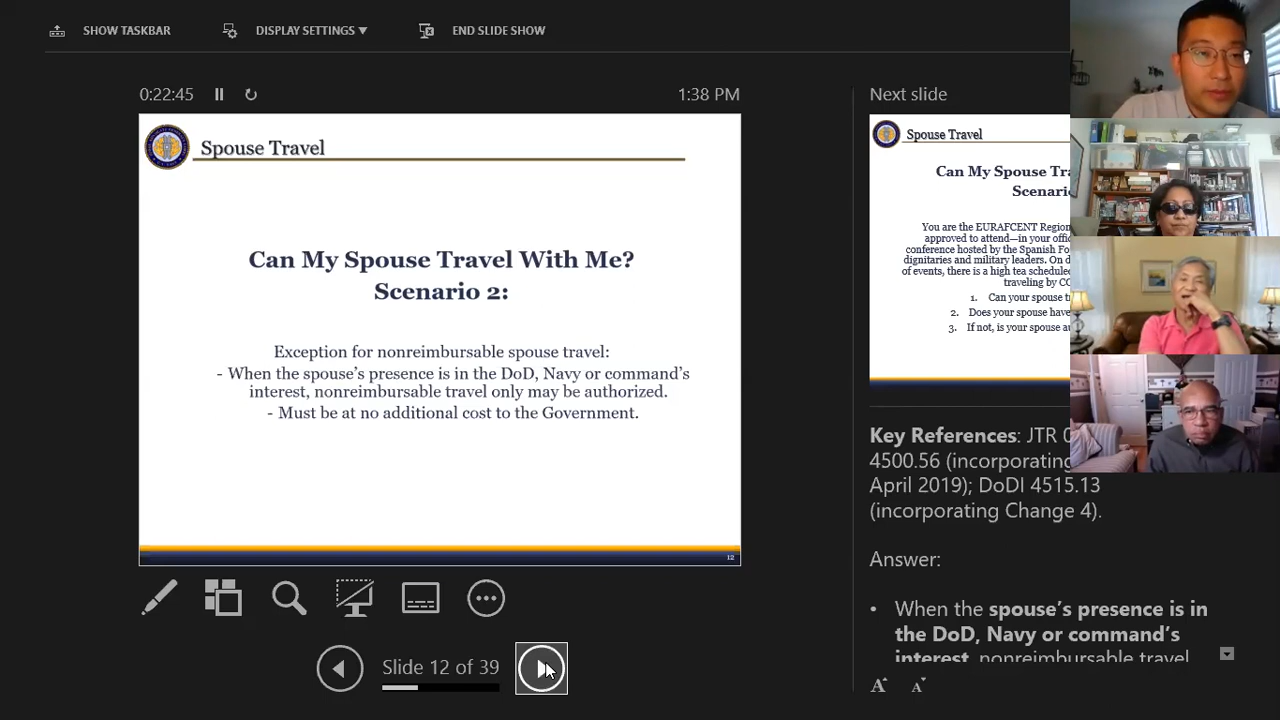 SHOW TASKBAR
DISPLAY SETTINGS
END SLIDE SHOW
0:22:45
1:38 PM
Spouse Travel
Can My Spouse Travel With Me?
Scenario 2:
Exception for nonreimbursable spouse travel:
- When the spouse's presence is in the DoD, Navy or command's
interest, nonreimbursable travel only may be authorized.
- Must be at no additional cost to the Government.
12
Slide 12 of 39
Next slide
Spouse Travel
Can My Spouse
You are the EURAFCENT
approved to attend—in your
conference hosted by the Spanish
dignitaries and military leaders. On
of events, there is a high tea scheduled
traveling by
1. Can your spouse
2. Does your spouse have
3. If not, is your spouse
Key References: JTR
4500.56 (incorporating
April 2019); DoDI 4515.13
(incorporating Change 4).
Answer:
• When the spouse's presence is in
the DoD, Navy or command's
interest, nonreimbursable travel
A A